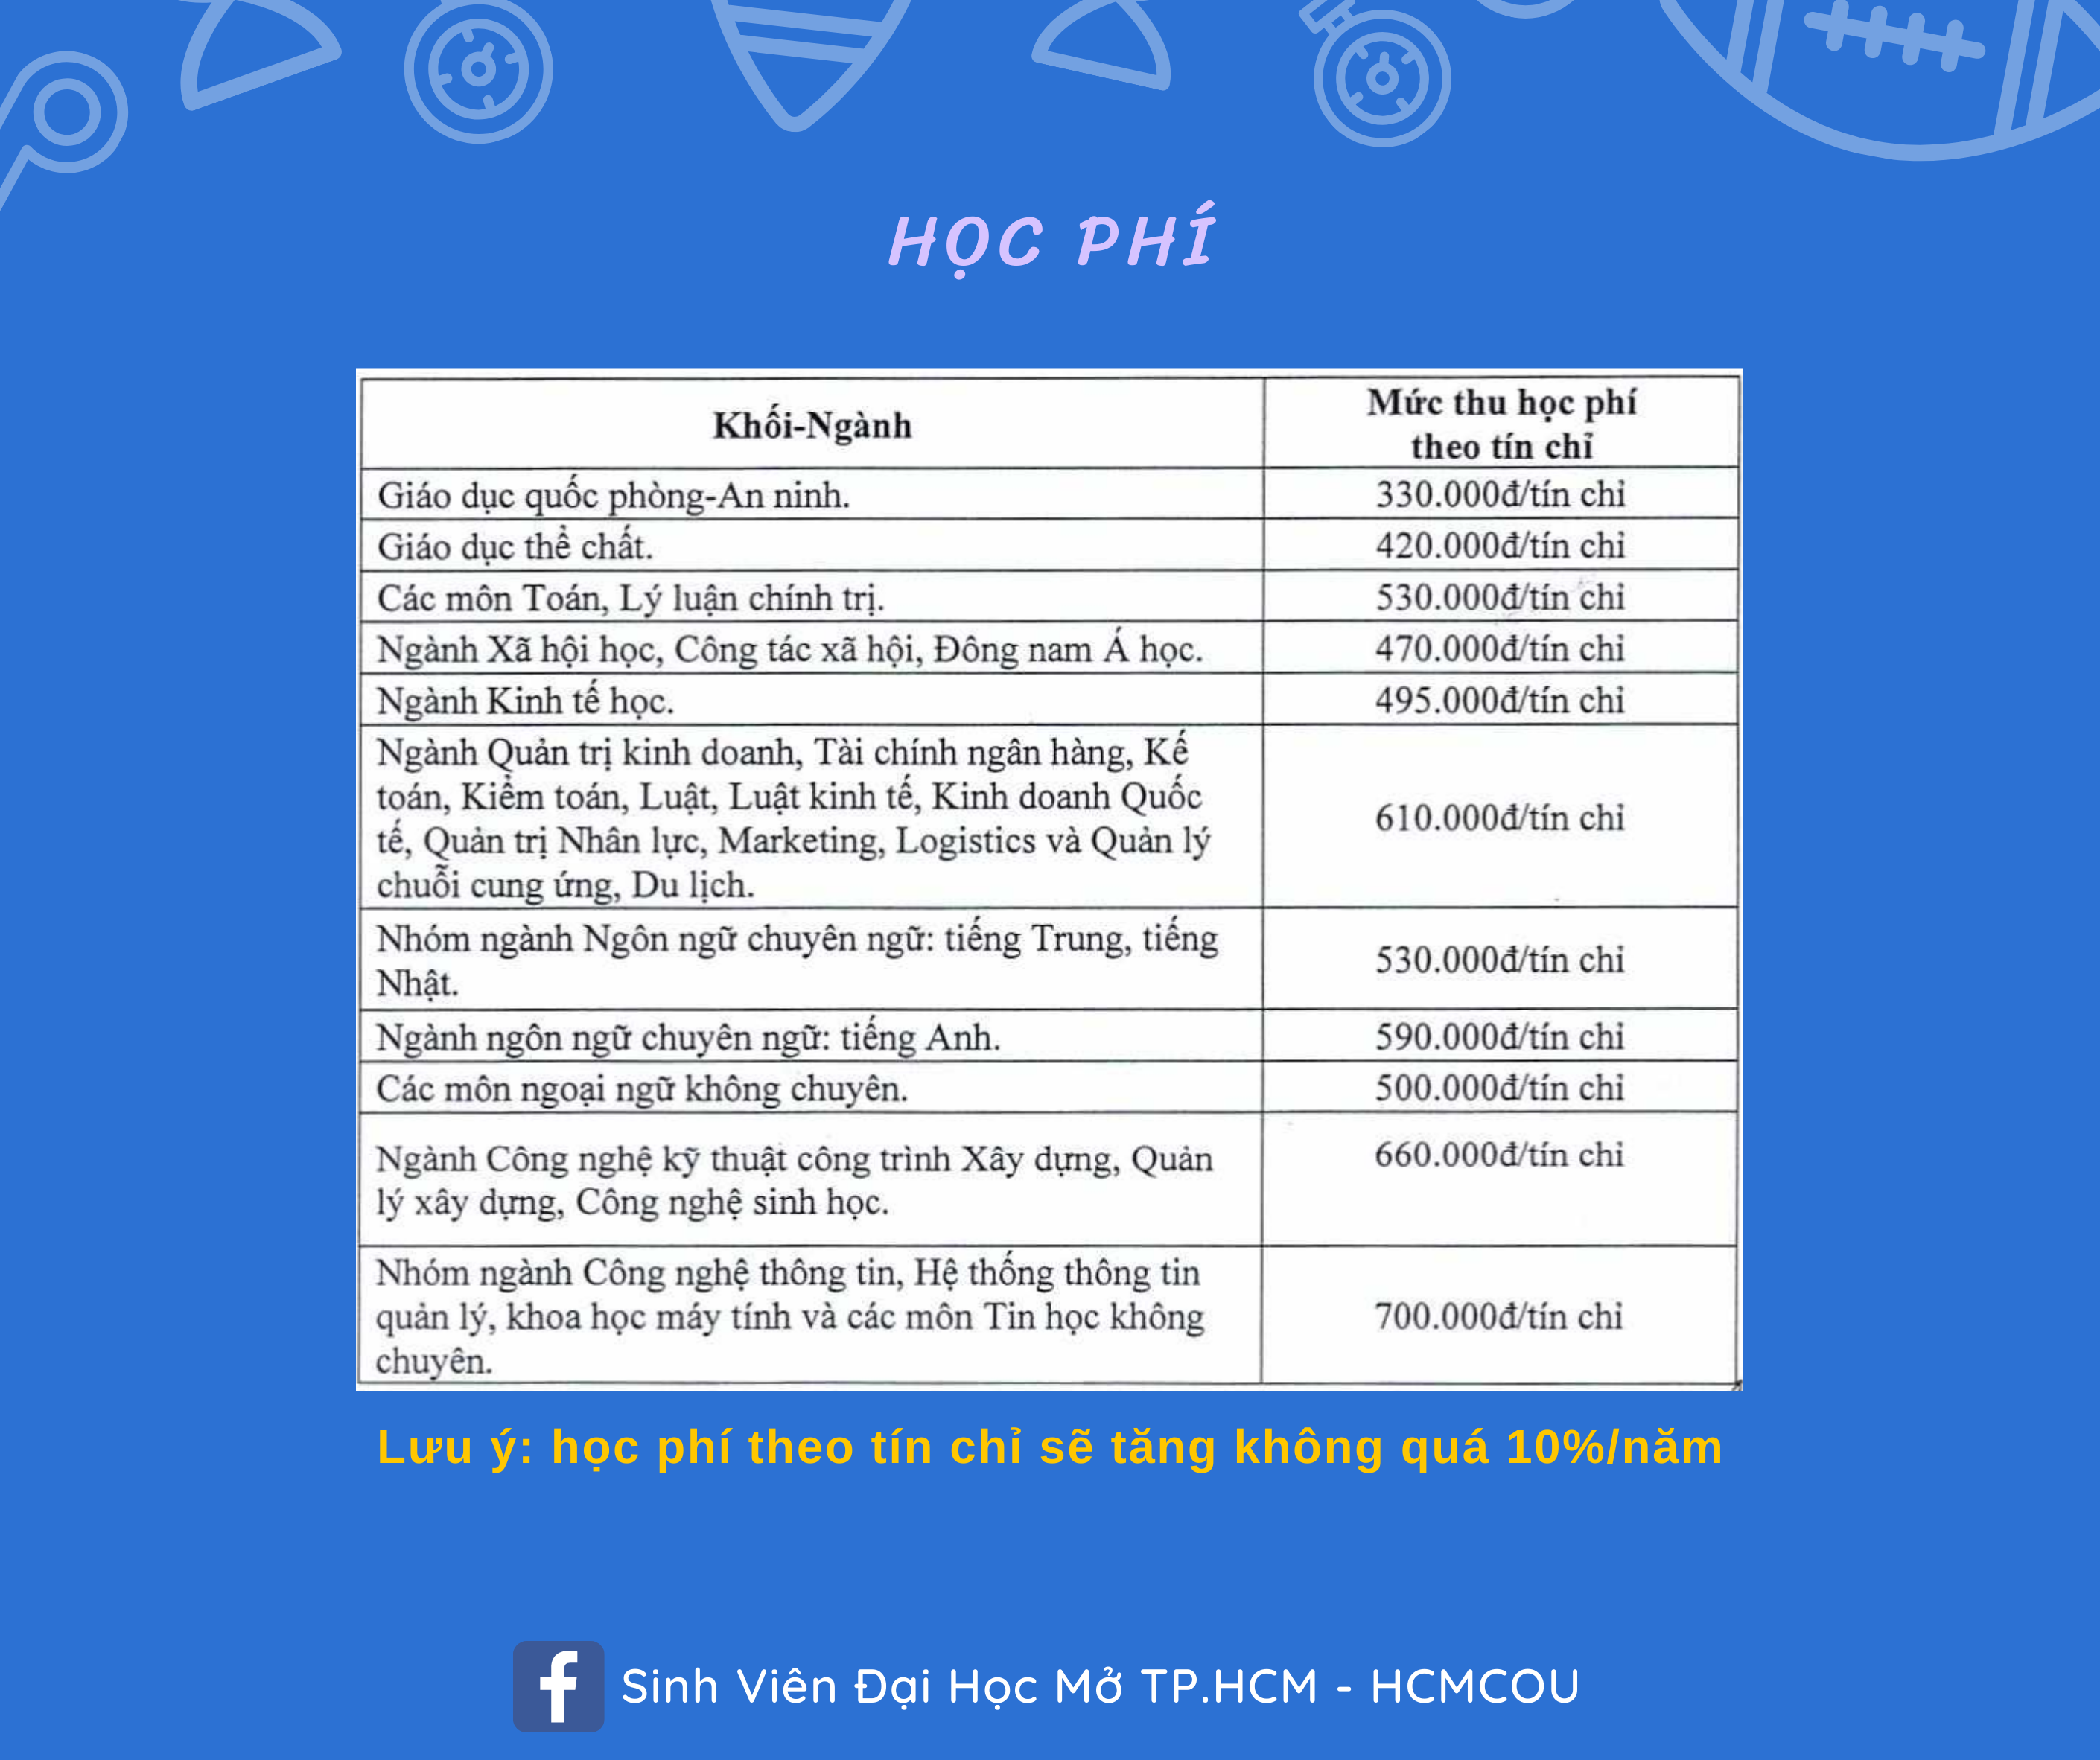 HỌC PHÍ
Khối-Ngành
Mức thu học phí
theo tín chỉ
Giáo dục quốc phòng-An ninh.
330.000đ/tín chỉ
Giáo dục thể chất.
420.000đ/tín chỉ
Các môn Toán, Lý luận chính trị.
530.000đ/tín chỉ
Ngành Xã hội học, Công tác xã hội, Đông nam Á học.
470.000đ/tín chỉ
Ngành Kinh tế học.
495.000đ/tín chỉ
Ngành Quản trị kinh doanh, Tài chính ngân hàng, Kế
toán, Kiểm toán, Luật, Luật kinh tế, Kinh doanh Quốc
tế, Quản trị Nhân lực, Marketing, Logistics và Quản lý
chuỗi cung ứng, Du lịch.
610.000đ/tín chỉ
Nhóm ngành Ngôn ngữ chuyên ngữ: tiếng Trung, tiếng
Nhật.
530.000đ/tín chỉ
Ngành ngôn ngữ chuyên ngữ: tiếng Anh.
590.000đ/tín chỉ
Các môn ngoại ngữ không chuyên.
500.000đ/tín chỉ
Ngành Công nghệ kỹ thuật công trình Xây dựng, Quản
lý xây dựng, Công nghệ sinh học.
660.000đ/tín chỉ
Nhóm ngành Công nghệ thông tin, Hệ thống thông tin
quản lý, khoa học máy tính và các môn Tin học không
chuyên.
700.000đ/tín chỉ
Lưu ý: học phí theo tín chỉ sẽ tăng không quá 10%/năm
Sinh Viên Đại Học Mở TP.HCM - HCMCOU